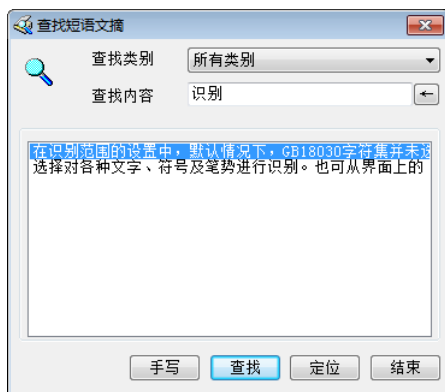 查找短语文摘
查找类别 所有类别
查找内容 识别
在识别范围的设置中，默认情况下，GB18030字符集并未选
选择对各种文字、符号及笔势进行识别。也可从界面上的
手写 查找 定位 结束